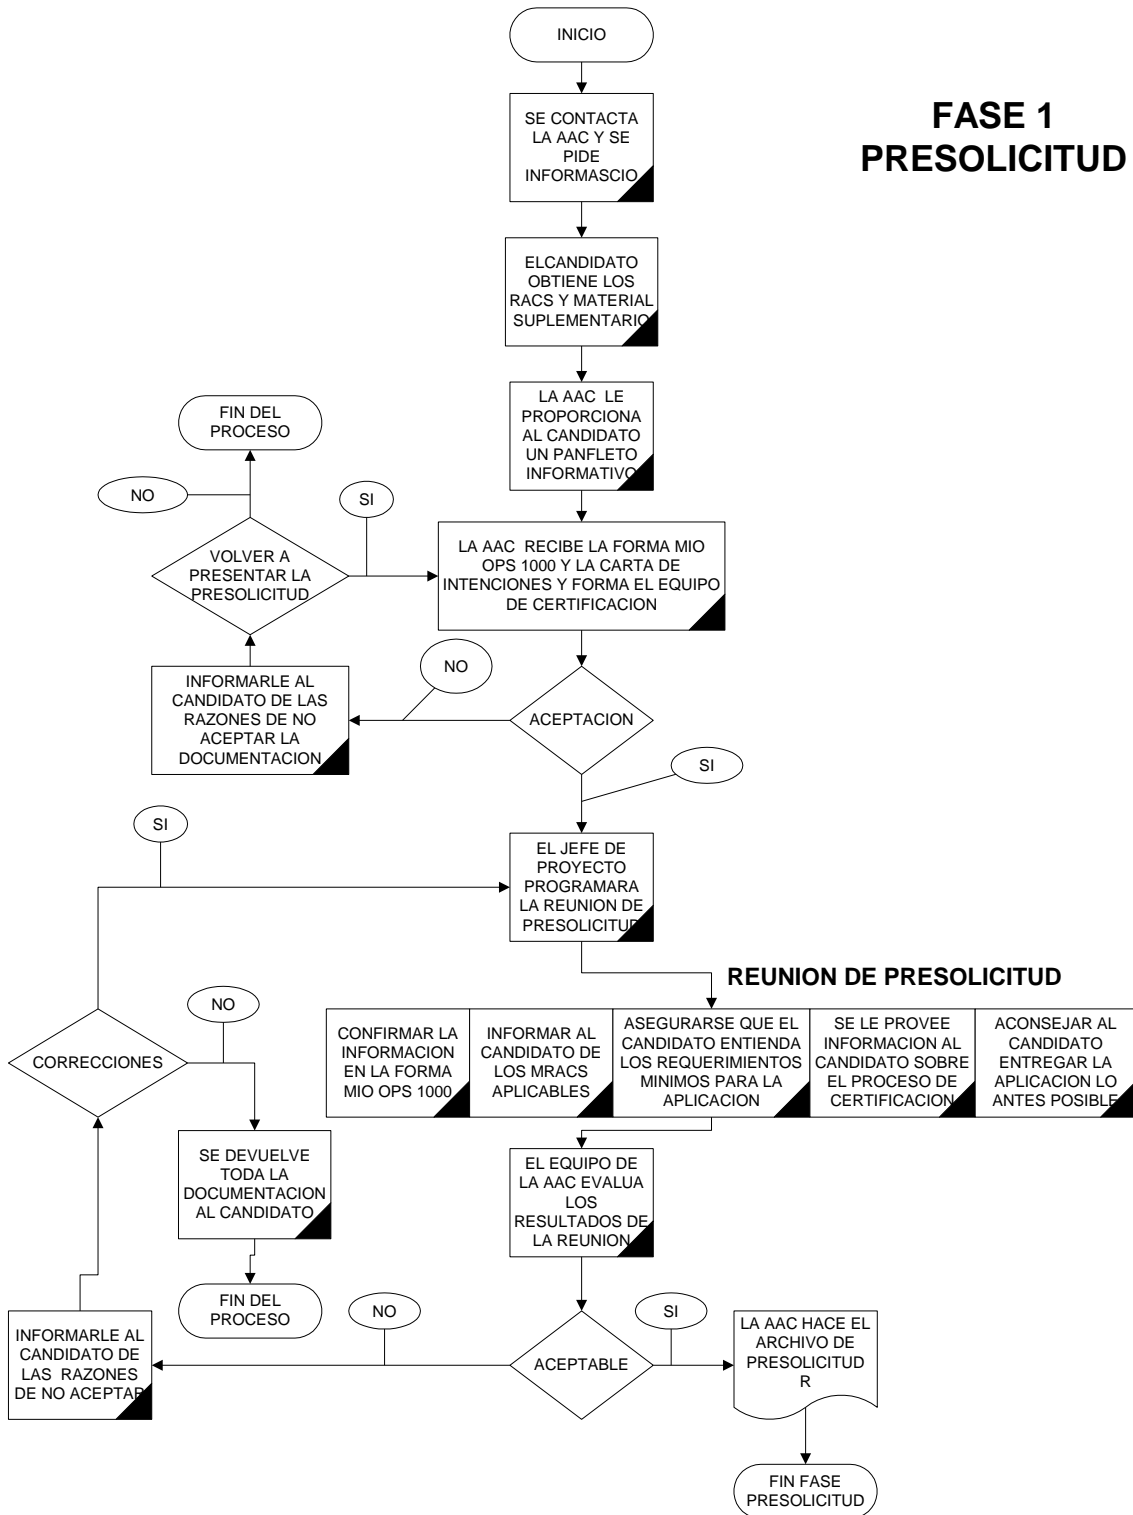 INICIO
FASE 1
PRESOLICITUD
SE CONTACTA
LA AAC Y SE
PIDE
INFORMASCIO
ELCANDIDATO
OBTIENE LOS
RACS Y MATERIAL
SUPLEMENTARIO
LA AAC LE
PROPORCIONA
AL CANDIDATO
UN PANFLETO
INFORMATIVO
FIN DEL
PROCESO
NO
SI
VOLVER A
PRESENTAR LA
PRESOLICITUD
LA AAC RECIBE LA FORMA MIO
OPS 1000 Y LA CARTA DE
INTENCIONES Y FORMA EL EQUIPO
DE CERTIFICACION
INFORMARLE AL
CANDIDATO DE LAS
RAZONES DE NO
ACEPTAR LA
DOCUMENTACION
NO
ACEPTACION
SI
SI
EL JEFE DE
PROYECTO
PROGRAMARA
LA REUNION DE
PRESOLICITUD
REUNION DE PRESOLICITUD
NO
CORRECCIONES
CONFIRMAR LA
INFORMACION
EN LA FORMA
MIO OPS 1000
INFORMAR AL
CANDIDATO DE
LOS MRACS
APLICABLES
ASEGURARSE QUE EL
CANDIDATO ENTIENDA
LOS REQUERIMIENTOS
MINIMOS PARA LA
APLICACION
SE LE PROVEE
INFORMACION AL
CANDIDATO SOBRE
EL PROCESO DE
CERTIFICACION
ACONSEJAR AL
CANDIDATO
ENTREGAR LA
APLICACION LO
ANTES POSIBLE
SE DEVUELVE
TODA LA
DOCUMENTACION
AL CANDIDATO
EL EQUIPO DE
LA AAC EVALUA
LOS
RESULTADOS DE
LA REUNION
FIN DEL
PROCESO
NO
SI
INFORMARLE AL
CANDIDATO DE
LAS RAZONES
DE NO ACEPTAR
ACEPTABLE
LA AAC HACE EL
ARCHIVO DE
PRESOLICITUD
R
FIN FASE
PRESOLICITUD